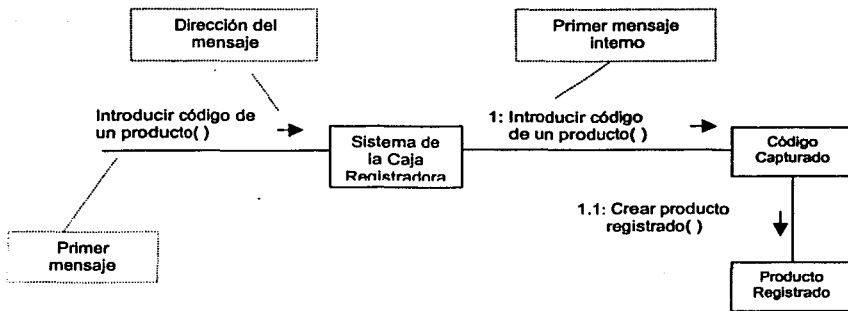 Dirección del
mensaje
Primer mensaje
interno
Introducir código de
un producto( )
1: Introducir código
de un producto( )
Sistema de
la Caja
Registradora
Código
Capturado
1.1: Crear producto
registrado( )
Primer
mensaje
Producto
Registrado